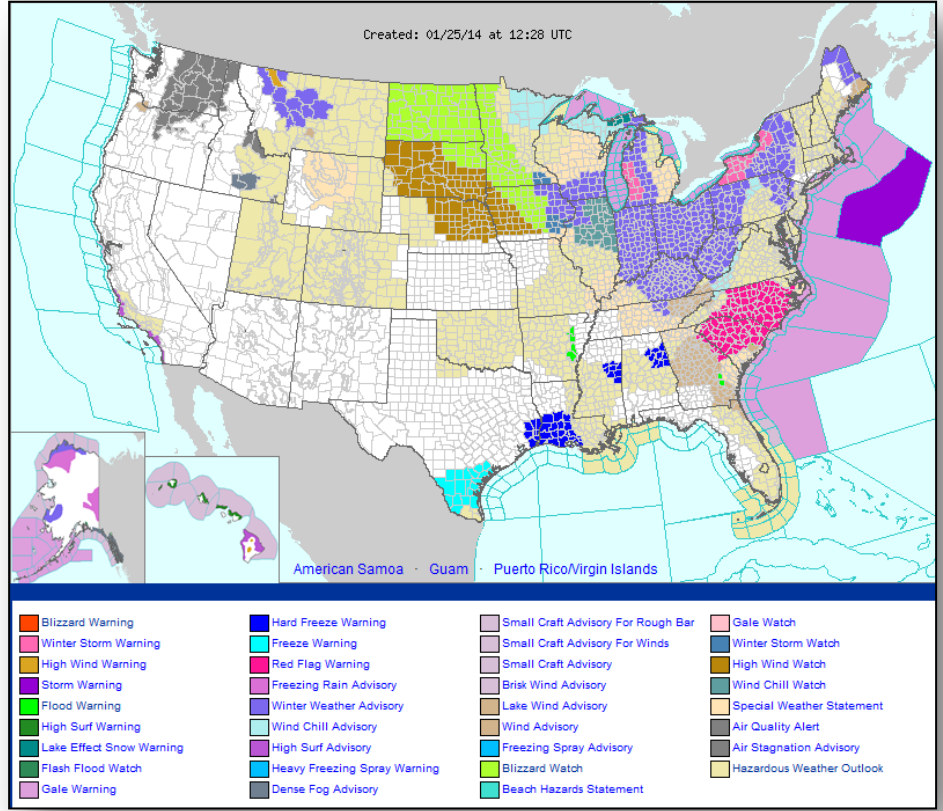 Created: 01/25/14 at 12:28 UTC
American Samoa · Guam · Puerto Rico/Virgin Islands
Blizzard Warning
Winter Storm Warning
High Wind Warning
Storm Warning
Flood Warning
High Surf Warning
Lake Effect Snow Warning
Flash Flood Watch
Gale Warning
Hard Freeze Warning
Freeze Warning
Red Flag Warning
Freezing Rain Advisory
Winter Weather Advisory
Wind Chill Advisory
High Surf Advisory
Heavy Freezing Spray Warning
Dense Fog Advisory
Small Craft Advisory For Rough Bar
Small Craft Advisory For Winds
Small Craft Advisory
Brisk Wind Advisory
Lake Wind Advisory
Wind Advisory
Freezing Spray Advisory
Blizzard Watch
Beach Hazards Statement
Gale Watch
Winter Storm Watch
High Wind Watch
Wind Chill Watch
Special Weather Statement
Air Quality Alert
Air Stagnation Advisory
Hazardous Weather Outlook